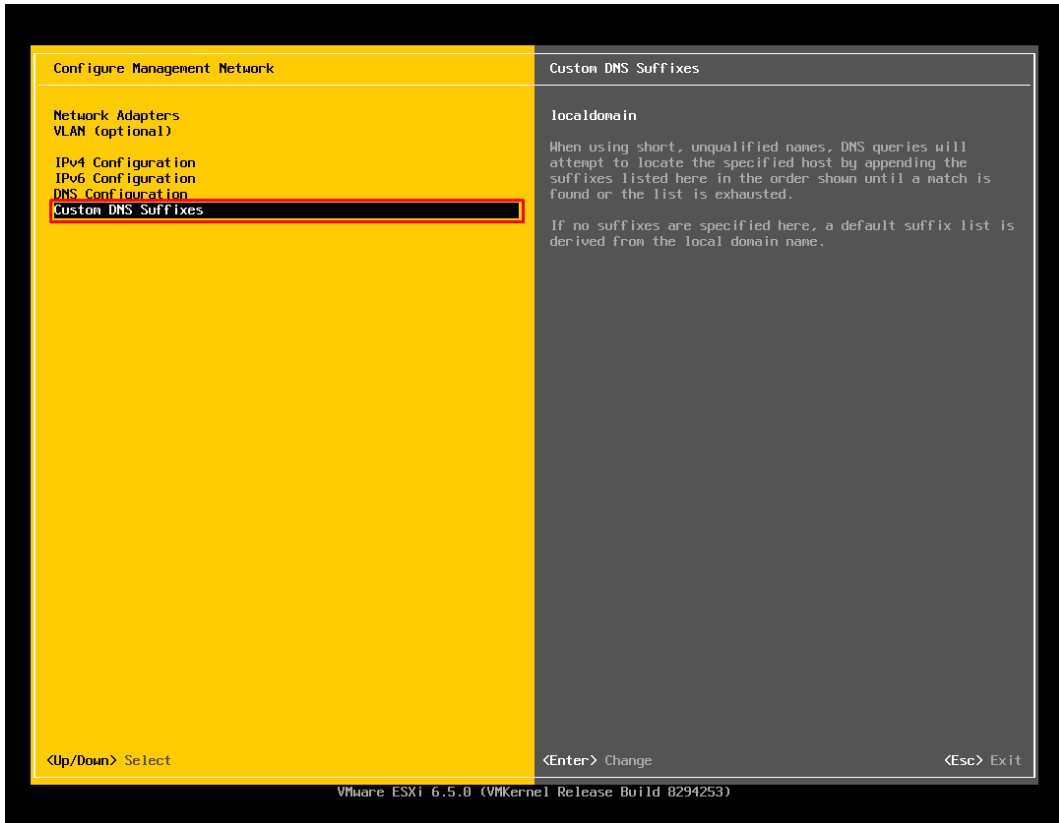 Configure Management Network
Network Adapters
VLAN (optional)
IPv4 Configuration
IPv6 Configuration
DNS Configuration
Custom DNS Suffixes
<Up/Down> Select
Custom DNS Suffixes
localdomain
When using short, unqualified names, DNS queries will
attempt to locate the specified host by appending the
suffixes listed here in the order shown until a match is
found or the list is exhausted.
If no suffixes are specified here, a default suffix list is
derived from the local domain name.
<Enter> Change
<Esc> Exit
VMware ESXi 6.5.0 (VMKernel Release Build 8294253)